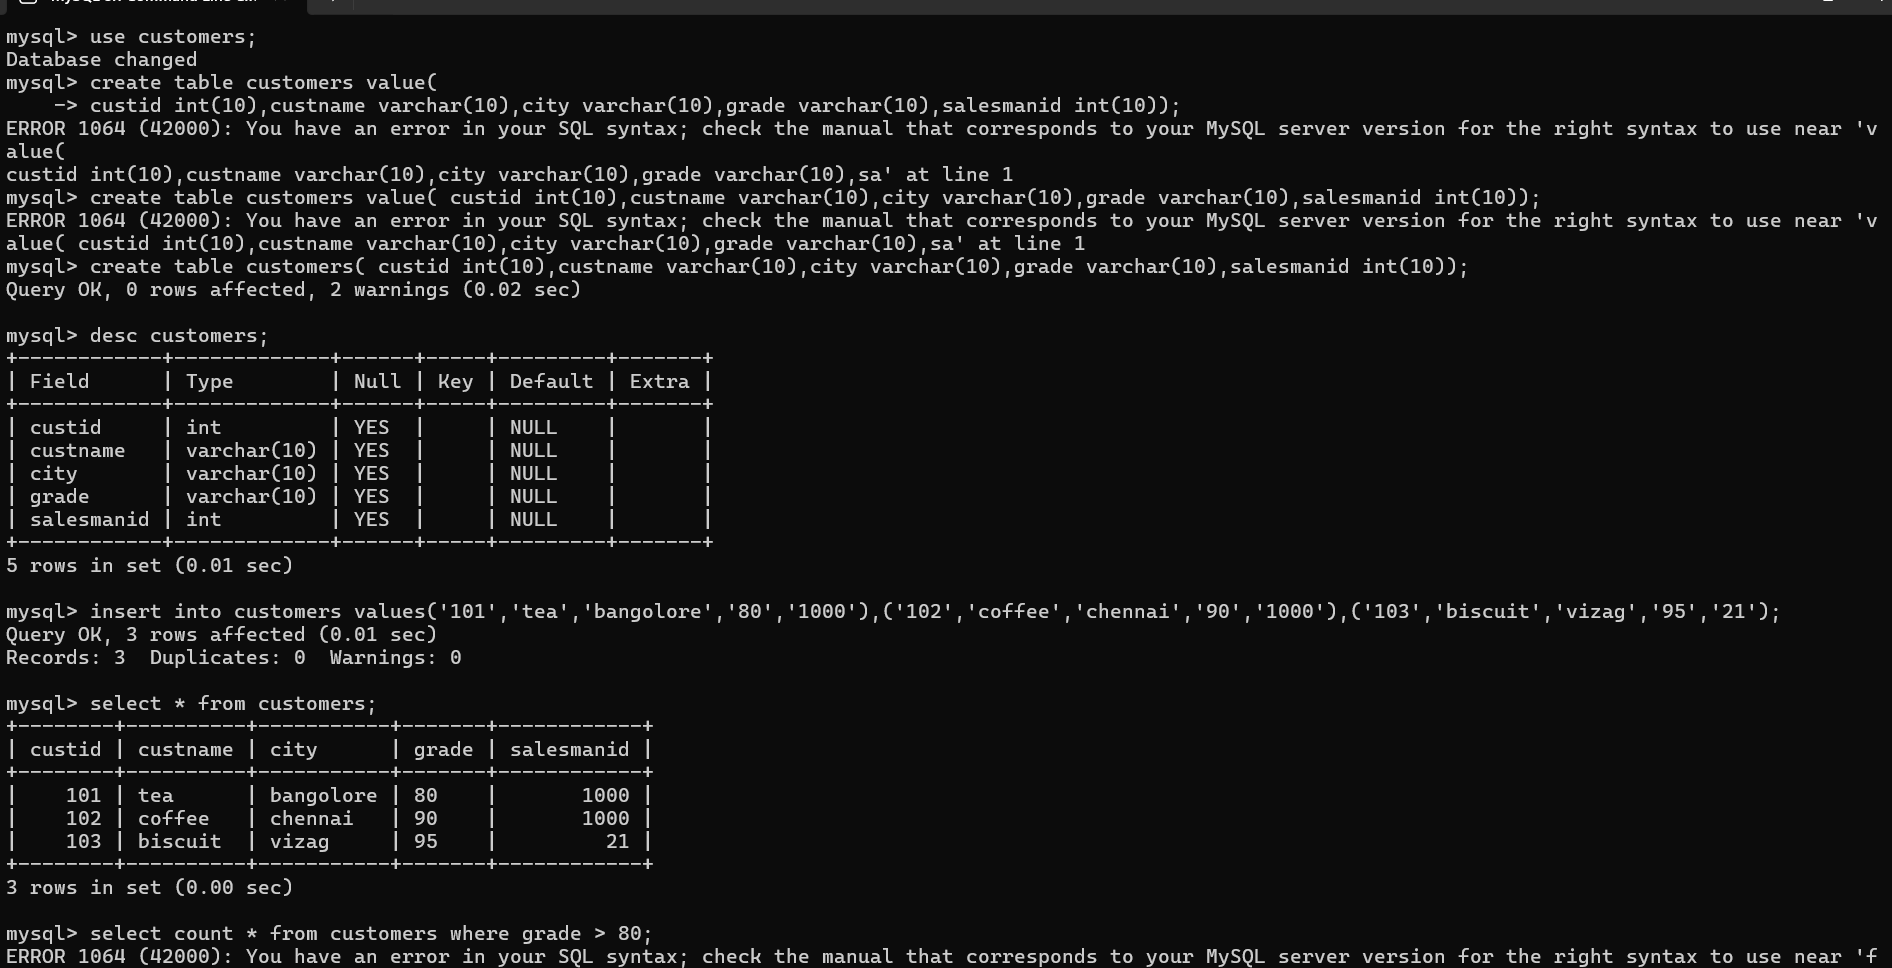 mysql> use customers;
Database changed
mysql> create table customers value(
    -> custid int(10),custname varchar(10),city varchar(10),grade varchar(10),salesmanid int(10));
ERROR 1064 (42000): You have an error in your SQL syntax; check the manual that corresponds to your MySQL server version for the right syntax to use near 'v
alue(
custid int(10),custname varchar(10),city varchar(10),grade varchar(10),sa' at line 1
mysql> create table customers value( custid int(10),custname varchar(10),city varchar(10),grade varchar(10),salesmanid int(10));
ERROR 1064 (42000): You have an error in your SQL syntax; check the manual that corresponds to your MySQL server version for the right syntax to use near 'v
alue( custid int(10),custname varchar(10),city varchar(10),grade varchar(10),sa' at line 1
mysql> create table customers( custid int(10),custname varchar(10),city varchar(10),grade varchar(10),salesmanid int(10));
Query OK, 0 rows affected, 2 warnings (0.02 sec)

mysql> desc customers;
+------------+-------------+------+-----+---------+-------+
| Field      | Type        | Null | Key | Default | Extra |
+------------+-------------+------+-----+---------+-------+
| custid     | int         | YES  |     | NULL    |       |
| custname   | varchar(10) | YES  |     | NULL    |       |
| city       | varchar(10) | YES  |     | NULL    |       |
| grade      | varchar(10) | YES  |     | NULL    |       |
| salesmanid | int         | YES  |     | NULL    |       |
+------------+-------------+------+-----+---------+-------+
5 rows in set (0.01 sec)

mysql> insert into customers values('101','tea','bangolore','80','1000'),('102','coffee','chennai','90','1000'),('103','biscuit','vizag','95','21');
Query OK, 3 rows affected (0.01 sec)
Records: 3  Duplicates: 0  Warnings: 0

mysql> select * from customers;
+--------+----------+-----------+-------+------------+
| custid | custname | city      | grade | salesmanid |
+--------+----------+-----------+-------+------------+
|    101 | tea      | bangolore | 80    |       1000 |
|    102 | coffee   | chennai   | 90    |       1000 |
|    103 | biscuit  | vizag     | 95    |         21 |
+--------+----------+-----------+-------+------------+
3 rows in set (0.00 sec)

mysql> select count * from customers where grade > 80;
ERROR 1064 (42000): You have an error in your SQL syntax; check the manual that corresponds to your MySQL server version for the right syntax to use near 'f